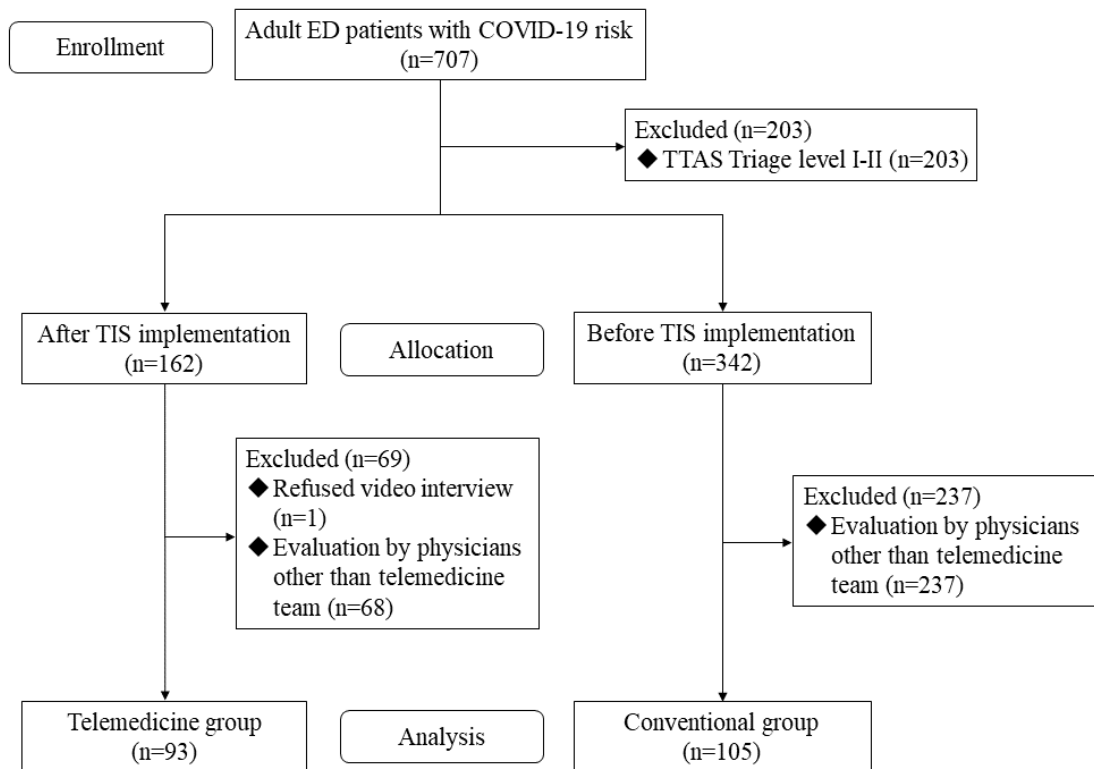 Enrollment
Adult ED patients with COVID-19 risk
(n=707)
Excluded (n=203)
◆ TTAS Triage level I-II (n=203)
After TIS implementation
(n=162)
Allocation
Before TIS implementation
(n=342)
Excluded (n=69)
◆ Refused video interview
(n=1)
◆ Evaluation by physicians
other than telemedicine
team (n=68)
Excluded (n=237)
◆ Evaluation by physicians
other than telemedicine
team (n=237)
Telemedicine group
(n=93)
Analysis
Conventional group
(n=105)